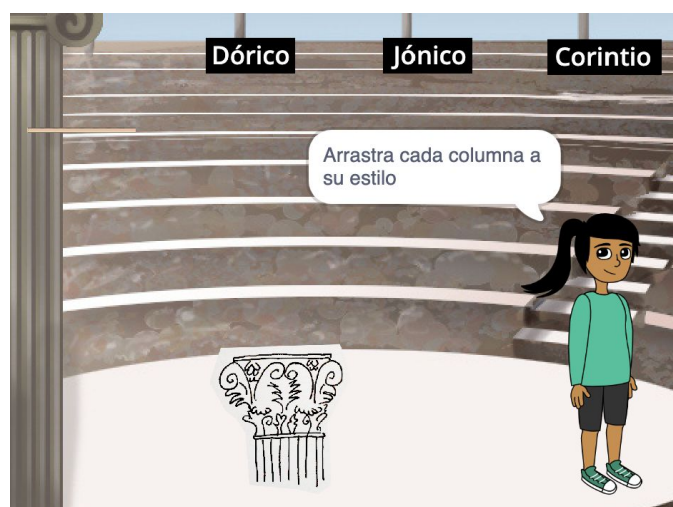 Dórico
Jónico
Corintio
Arrastra cada columna a
su estilo